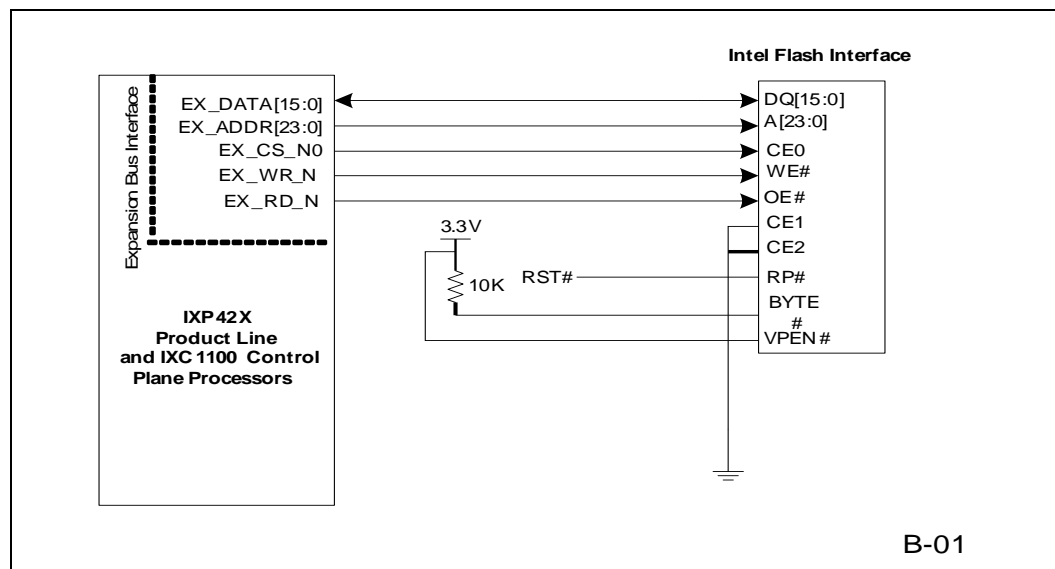 Intel Flash Interface
Expansion Bus Interface
EX_DATA[15:0]
EX_ADDR[23:0]
EX_CS_N0
EX_WR_N
EX_RD_N
DQ[15:0]
A[23:0]
CE0
WE#
OE#
CE1
CE2
RP#
BYTE
#
VPEN#
3.3V
10K
RST#
IXP42X
Product Line
and IXC1100 Control
Plane Processors
B-01